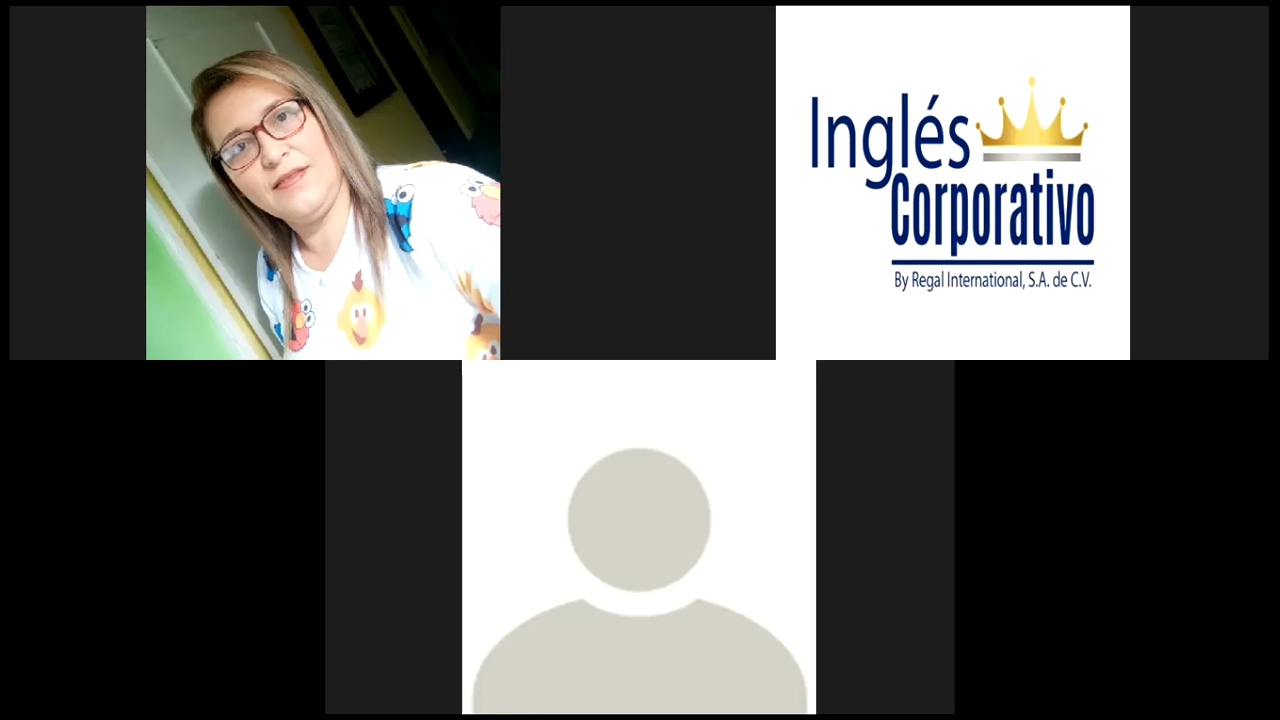 Inglés
Corporativo
By Regal International, S.A. de C.V.